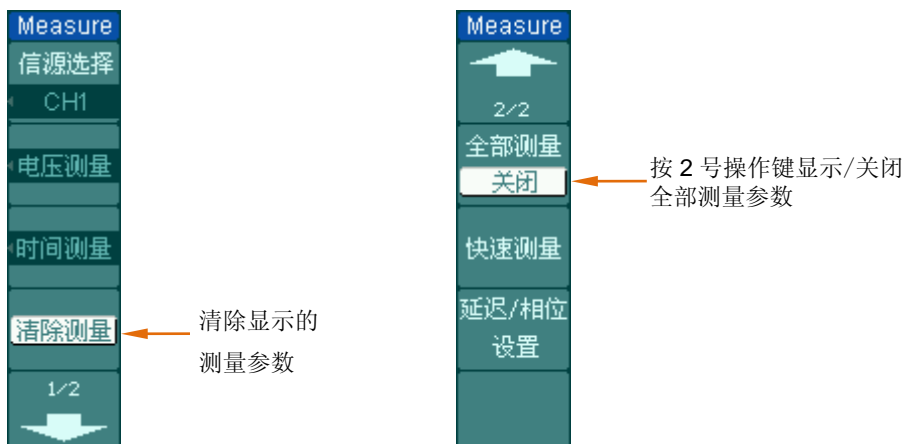 Measure
信源选择
CH1
电压测量
时间测量
清除测量
1/2
清除显示的
测量参数
Measure
2/2
全部测量
关闭
快速测量
延迟/相位
设置
按 2 号操作键显示/关闭
全部测量参数